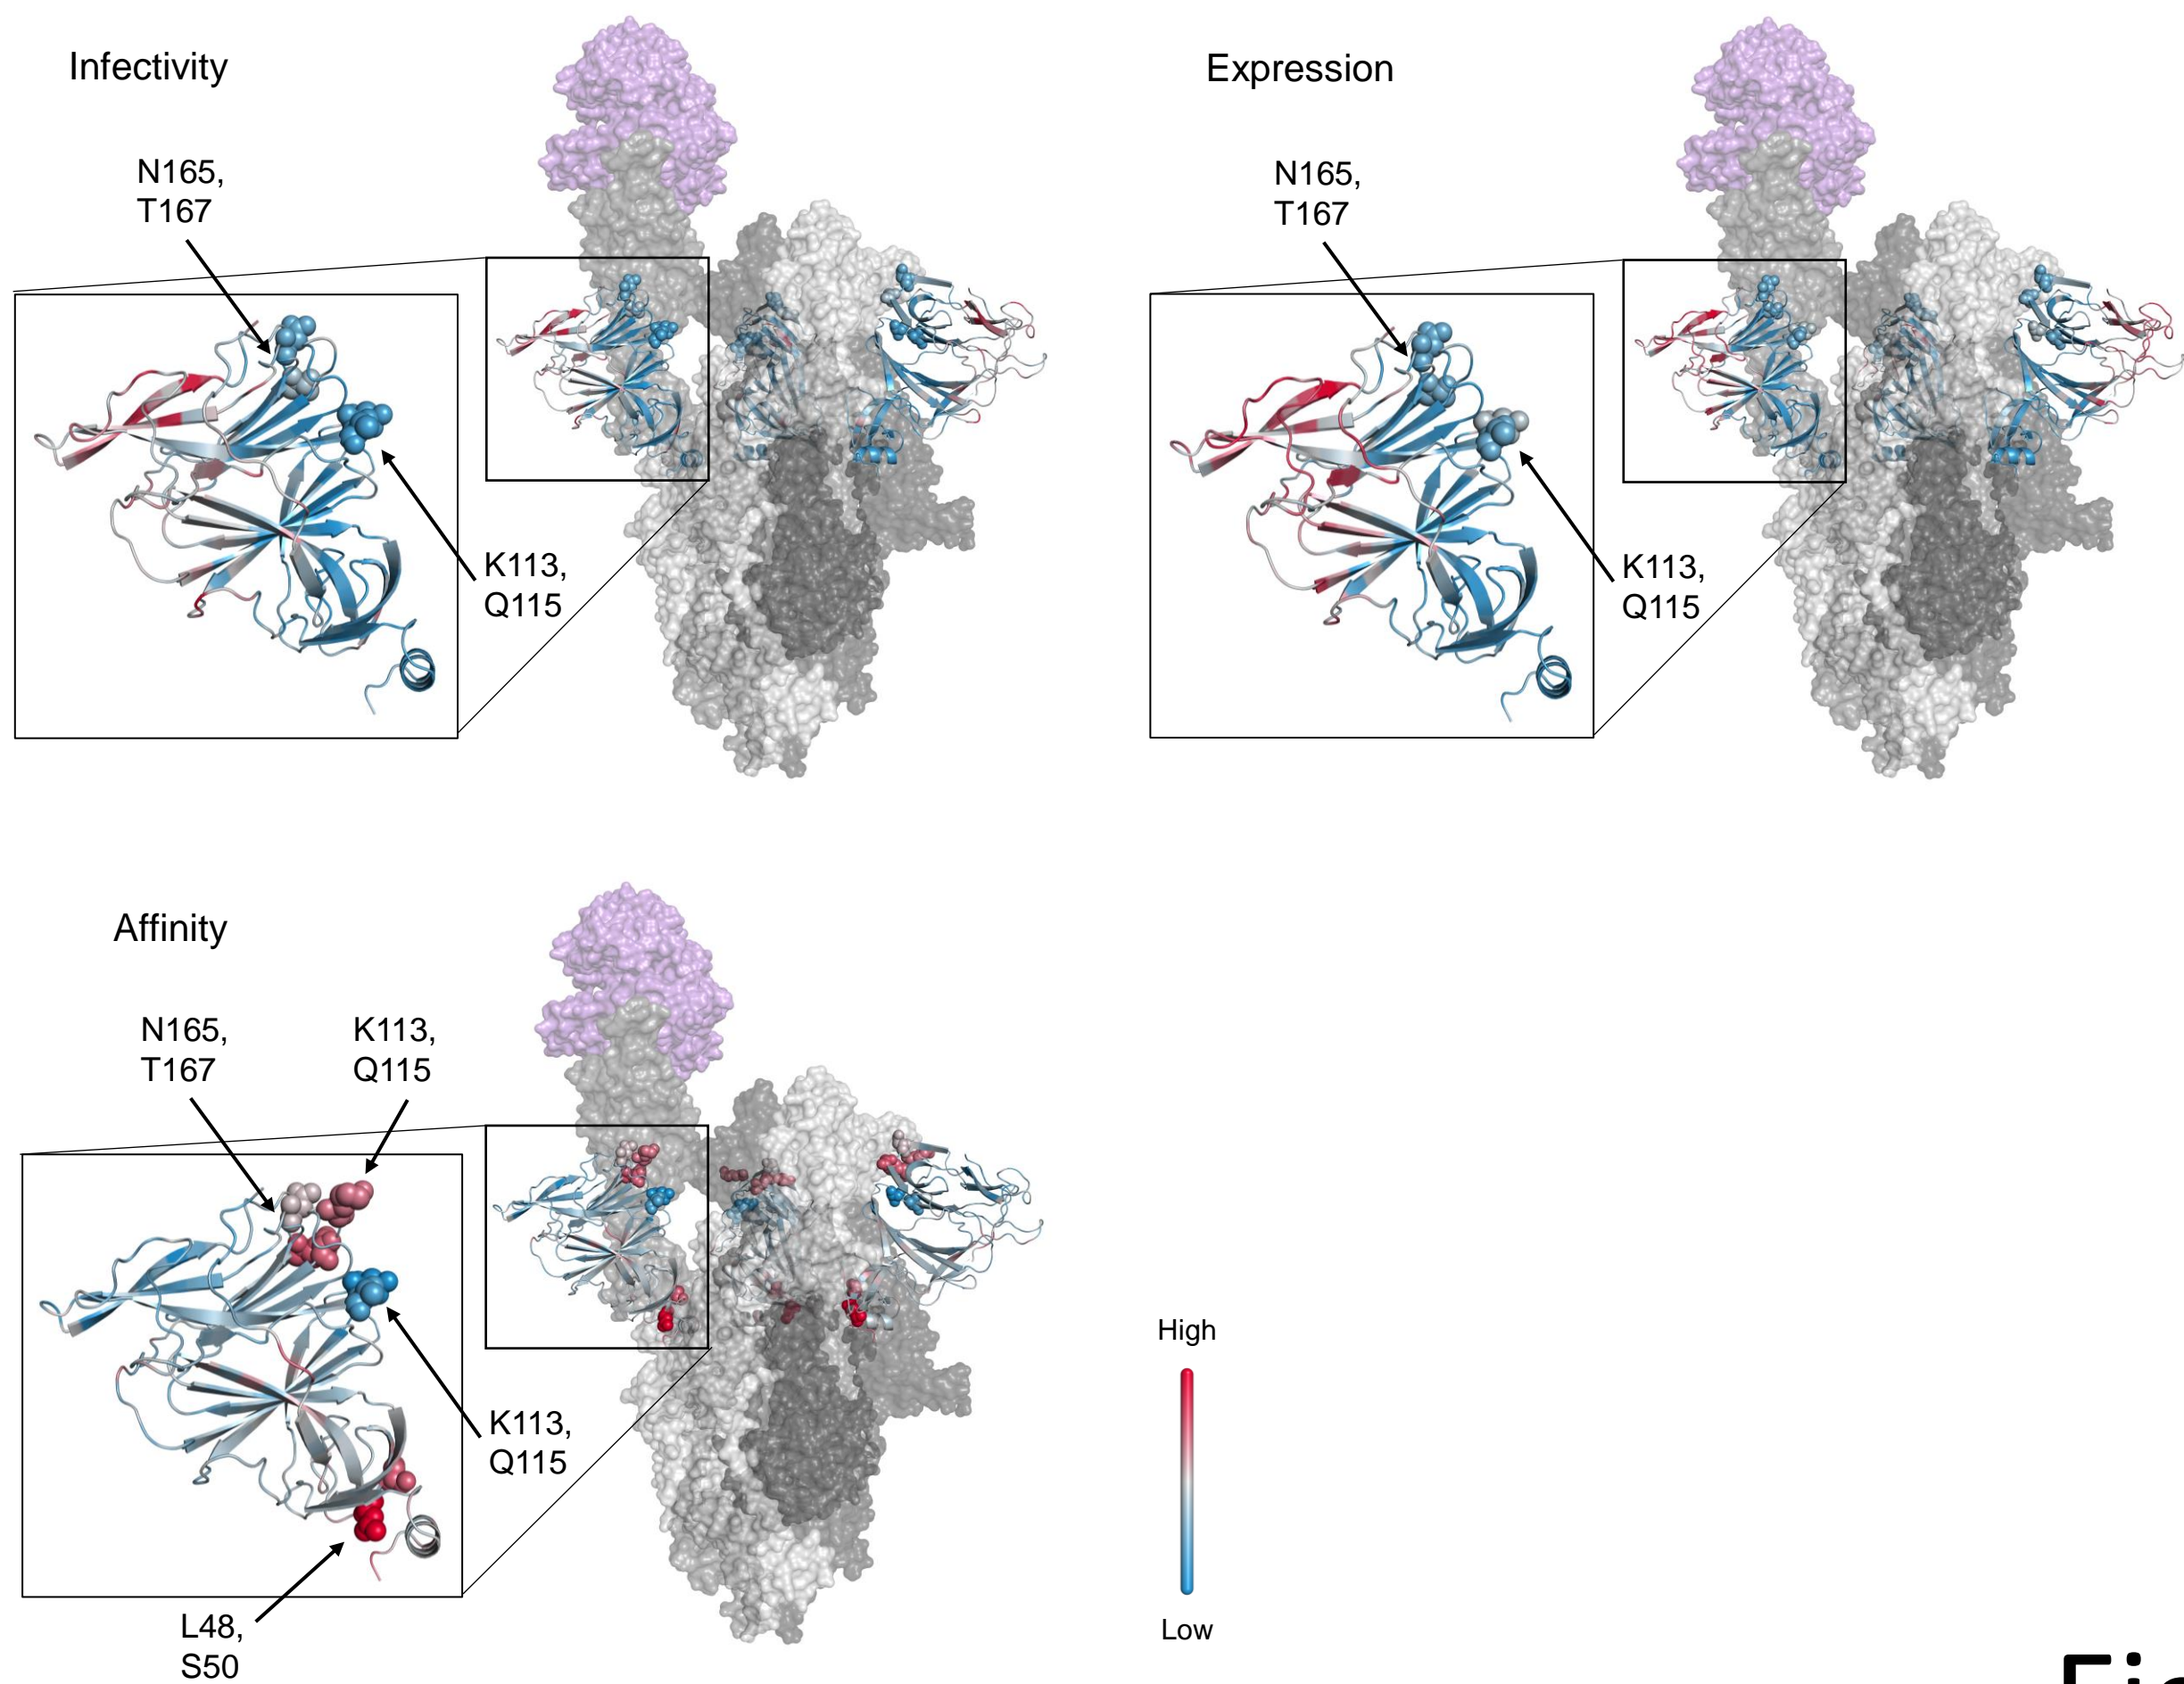 Infectivity
N165,
T167
K113,
Q115
Expression
N165,
T167
K113,
Q115
Affinity
N165,
T167
K113,
Q115
K113,
Q115
L48,
S50
High
Low